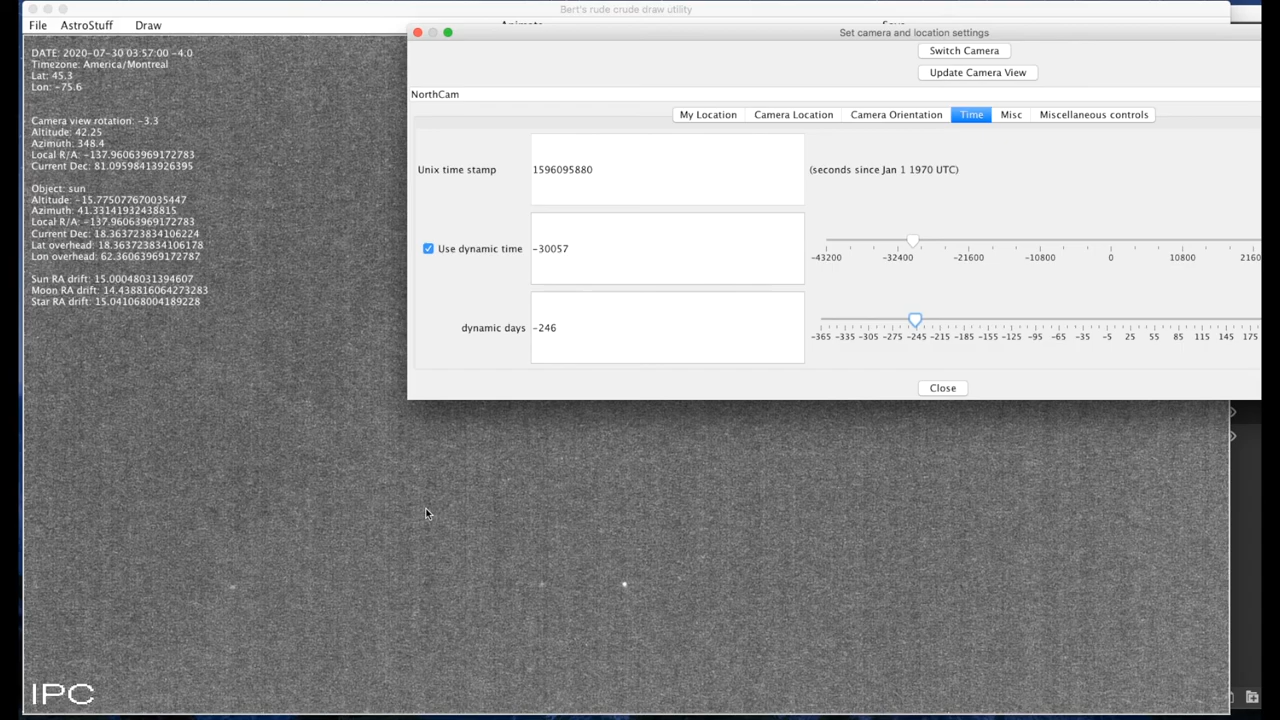 Bert's rude crude draw utility
File AstroStuff Draw
DATE: 2020-07-30 03:57:00 -4.0
Timezone: America/Montreal
Lat: 45.3
Lon: -75.6
Camera view rotation: -3.3
Altitude: 42.25
Azimuth: 348.4
Local R/A: -137.96063969172783
Current Dec: 81.09598413926395
Object: sun
Altitude: -15.775077670035447
Azimuth: 41.33141932438815
Local R/A: -137.96063969172783
Current Dec: 18.363723834106224
Lat overhead: 18.363723834106178
Lon overhead: 62.36063969172787
Sun RA drift: 15.00048031394607
Moon RA drift: 14.438816064273283
Star RA drift: 15.041068004189228
IPC
Set camera and location settings
Switch Camera
Update Camera View
NorthCam
My Location Camera Location Camera Orientation Time Misc Miscellaneous controls
Unix time stamp 1596095880 (seconds since Jan 1 1970 UTC)
Use dynamic time -30057
-43200 -32400 -21600 -10800 0 10800 2160
dynamic days -246
-365 -335 -305 -275 -245 -215 -185 -155 -125 -95 -65 -35 -5 25 55 85 115 145 175
Close